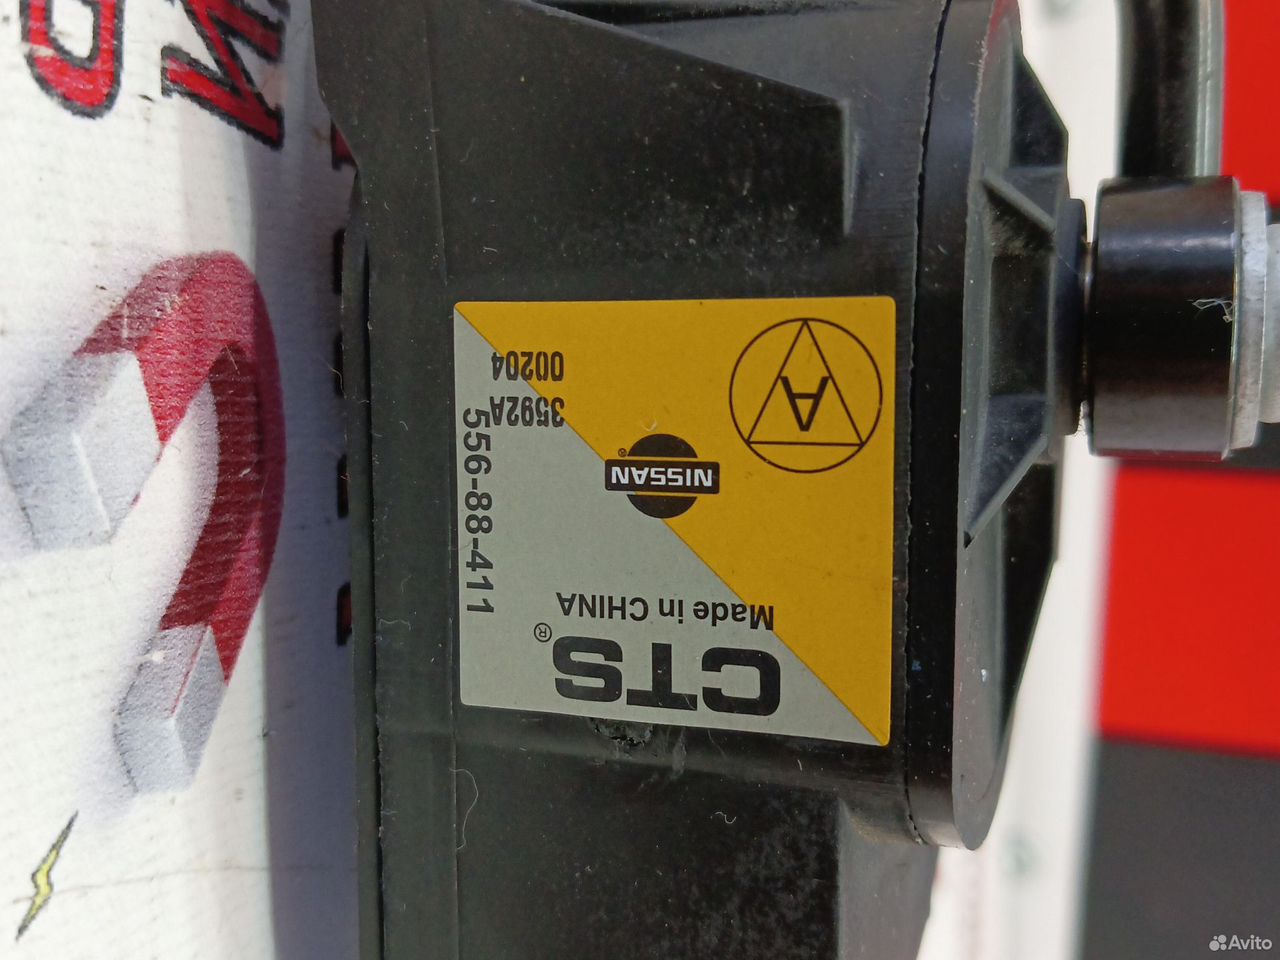 CTS®
Made in CHINA
556-88-411
NISSAN®
A
3592A
00204
Avito